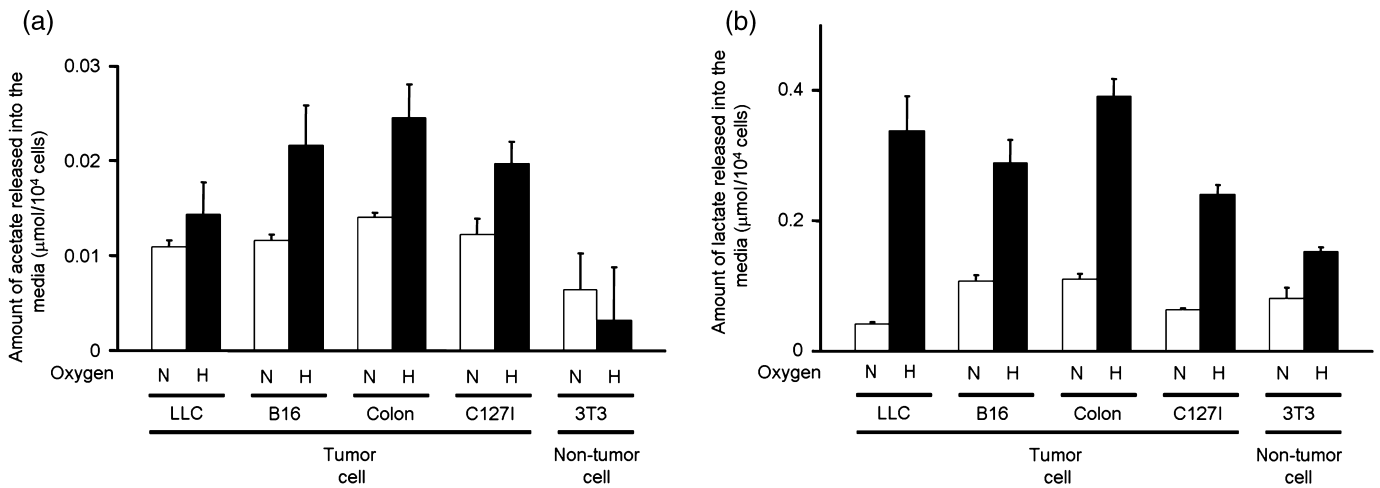 (a)
Amount of acetate released into the
media (μmol/10⁴ cells)
0.03
0.02
0.01
0
Oxygen N H N H N H N H N H
LLC B16 Colon C127I 3T3
Tumor
cell
Non-tumor
cell
(b)
Amount of lactate released into the
media (μmol/10⁴ cells)
0.4
0.2
0
Oxygen N H N H N H N H N H
LLC B16 Colon C127I 3T3
Tumor
cell
Non-tumor
cell